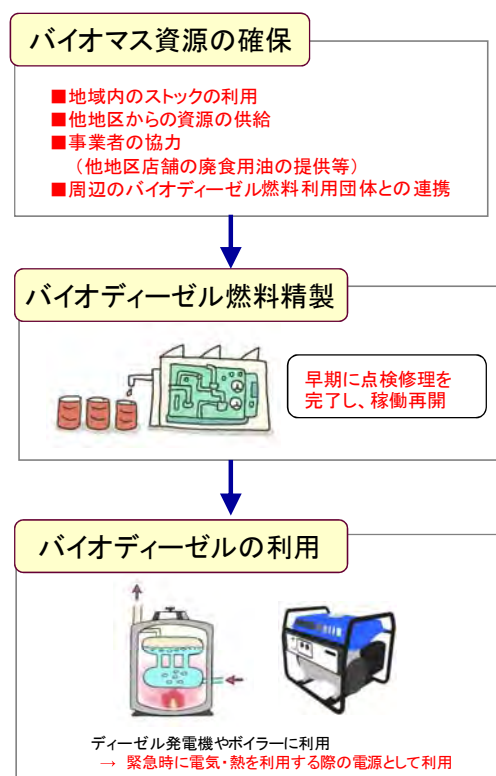 バイオマス資源の確保
■地域内のストックの利用
■他地区からの資源の供給
■事業者の協力
（他地区店舗の廃食用油の提供等）
■周辺のバイオディーゼル燃料利用団体との連携
バイオディーゼル燃料精製
早期に点検修理を
完了し、稼働再開
バイオディーゼルの利用
ディーゼル発電機やボイラーに利用
→ 緊急時に電気・熱を利用する際の電源として利用